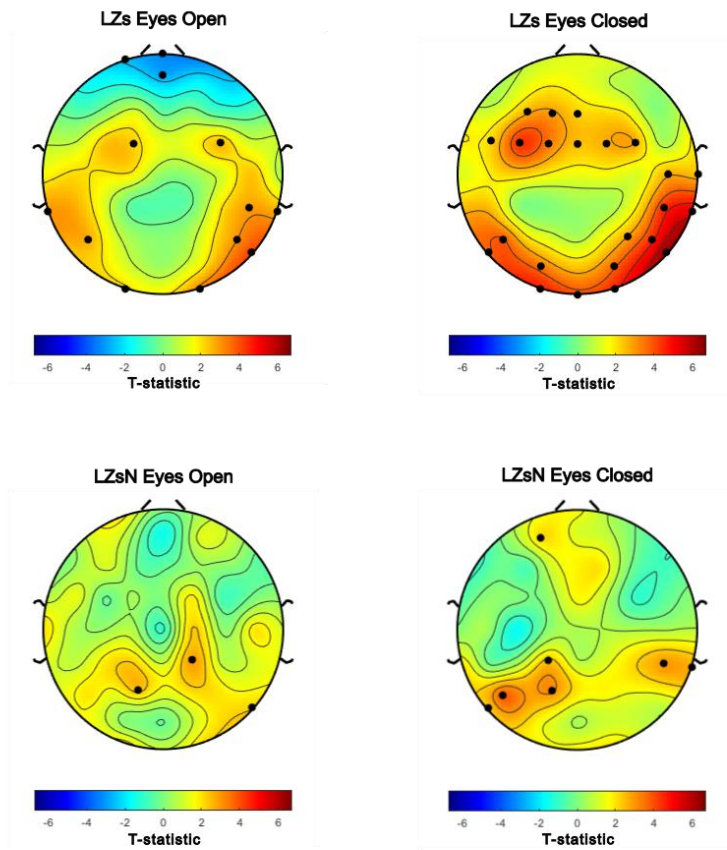 LZs Eyes Open
LZs Eyes Closed
-6 -4 -2 0 2 4 6
T-statistic
-6 -4 -2 0 2 4 6
T-statistic
LZsN Eyes Open
LZsN Eyes Closed
-6 -4 -2 0 2 4 6
T-statistic
-6 -4 -2 0 2 4 6
T-statistic